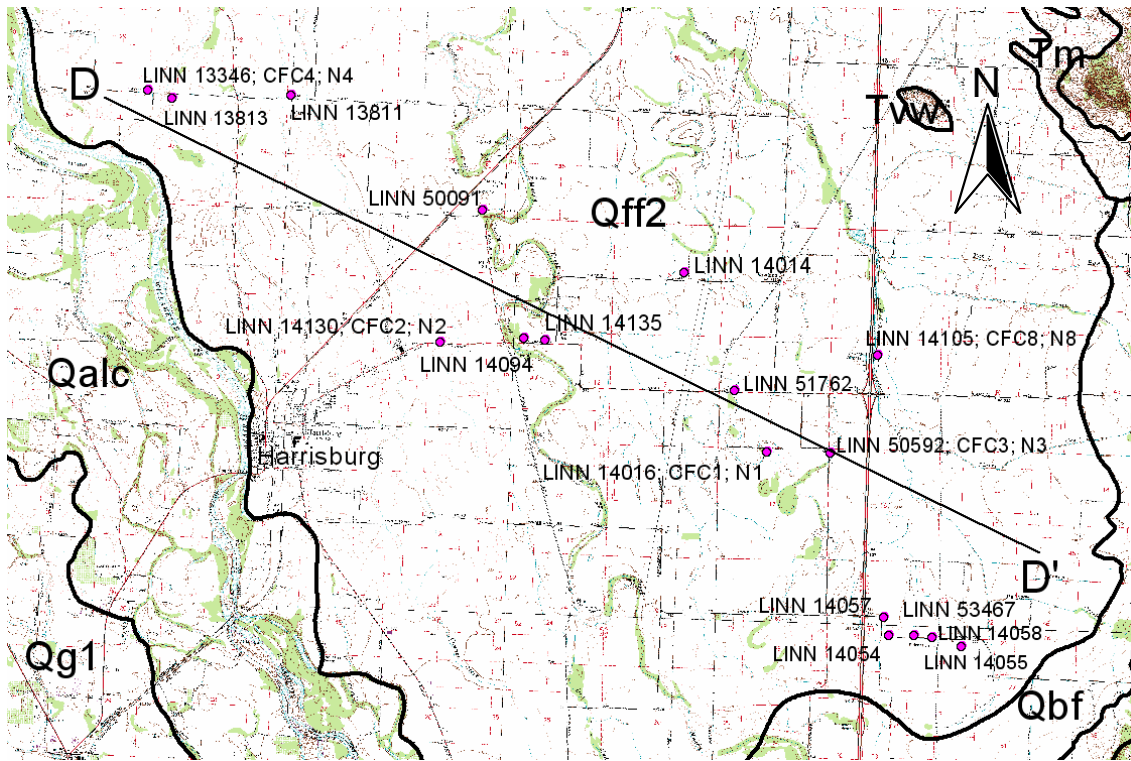 Tm
D
LINN 13346; CFC4; N4
LINN 13813
LINN 13811
Tvw
N
LINN 50091
Qff2
LINN 14014
LINN 14130; CFC2; N2
LINN 14135
LINN 14094
LINN 14105; CFC8; N8
Qalc
LINN 51762
Harrisburg
LINN 50592; CFC3; N3
LINN 14016; CFC1; N1
D'
LINN 14057
LINN 53467
LINN 14058
LINN 14054
LINN 14055
Qg1
Qbf